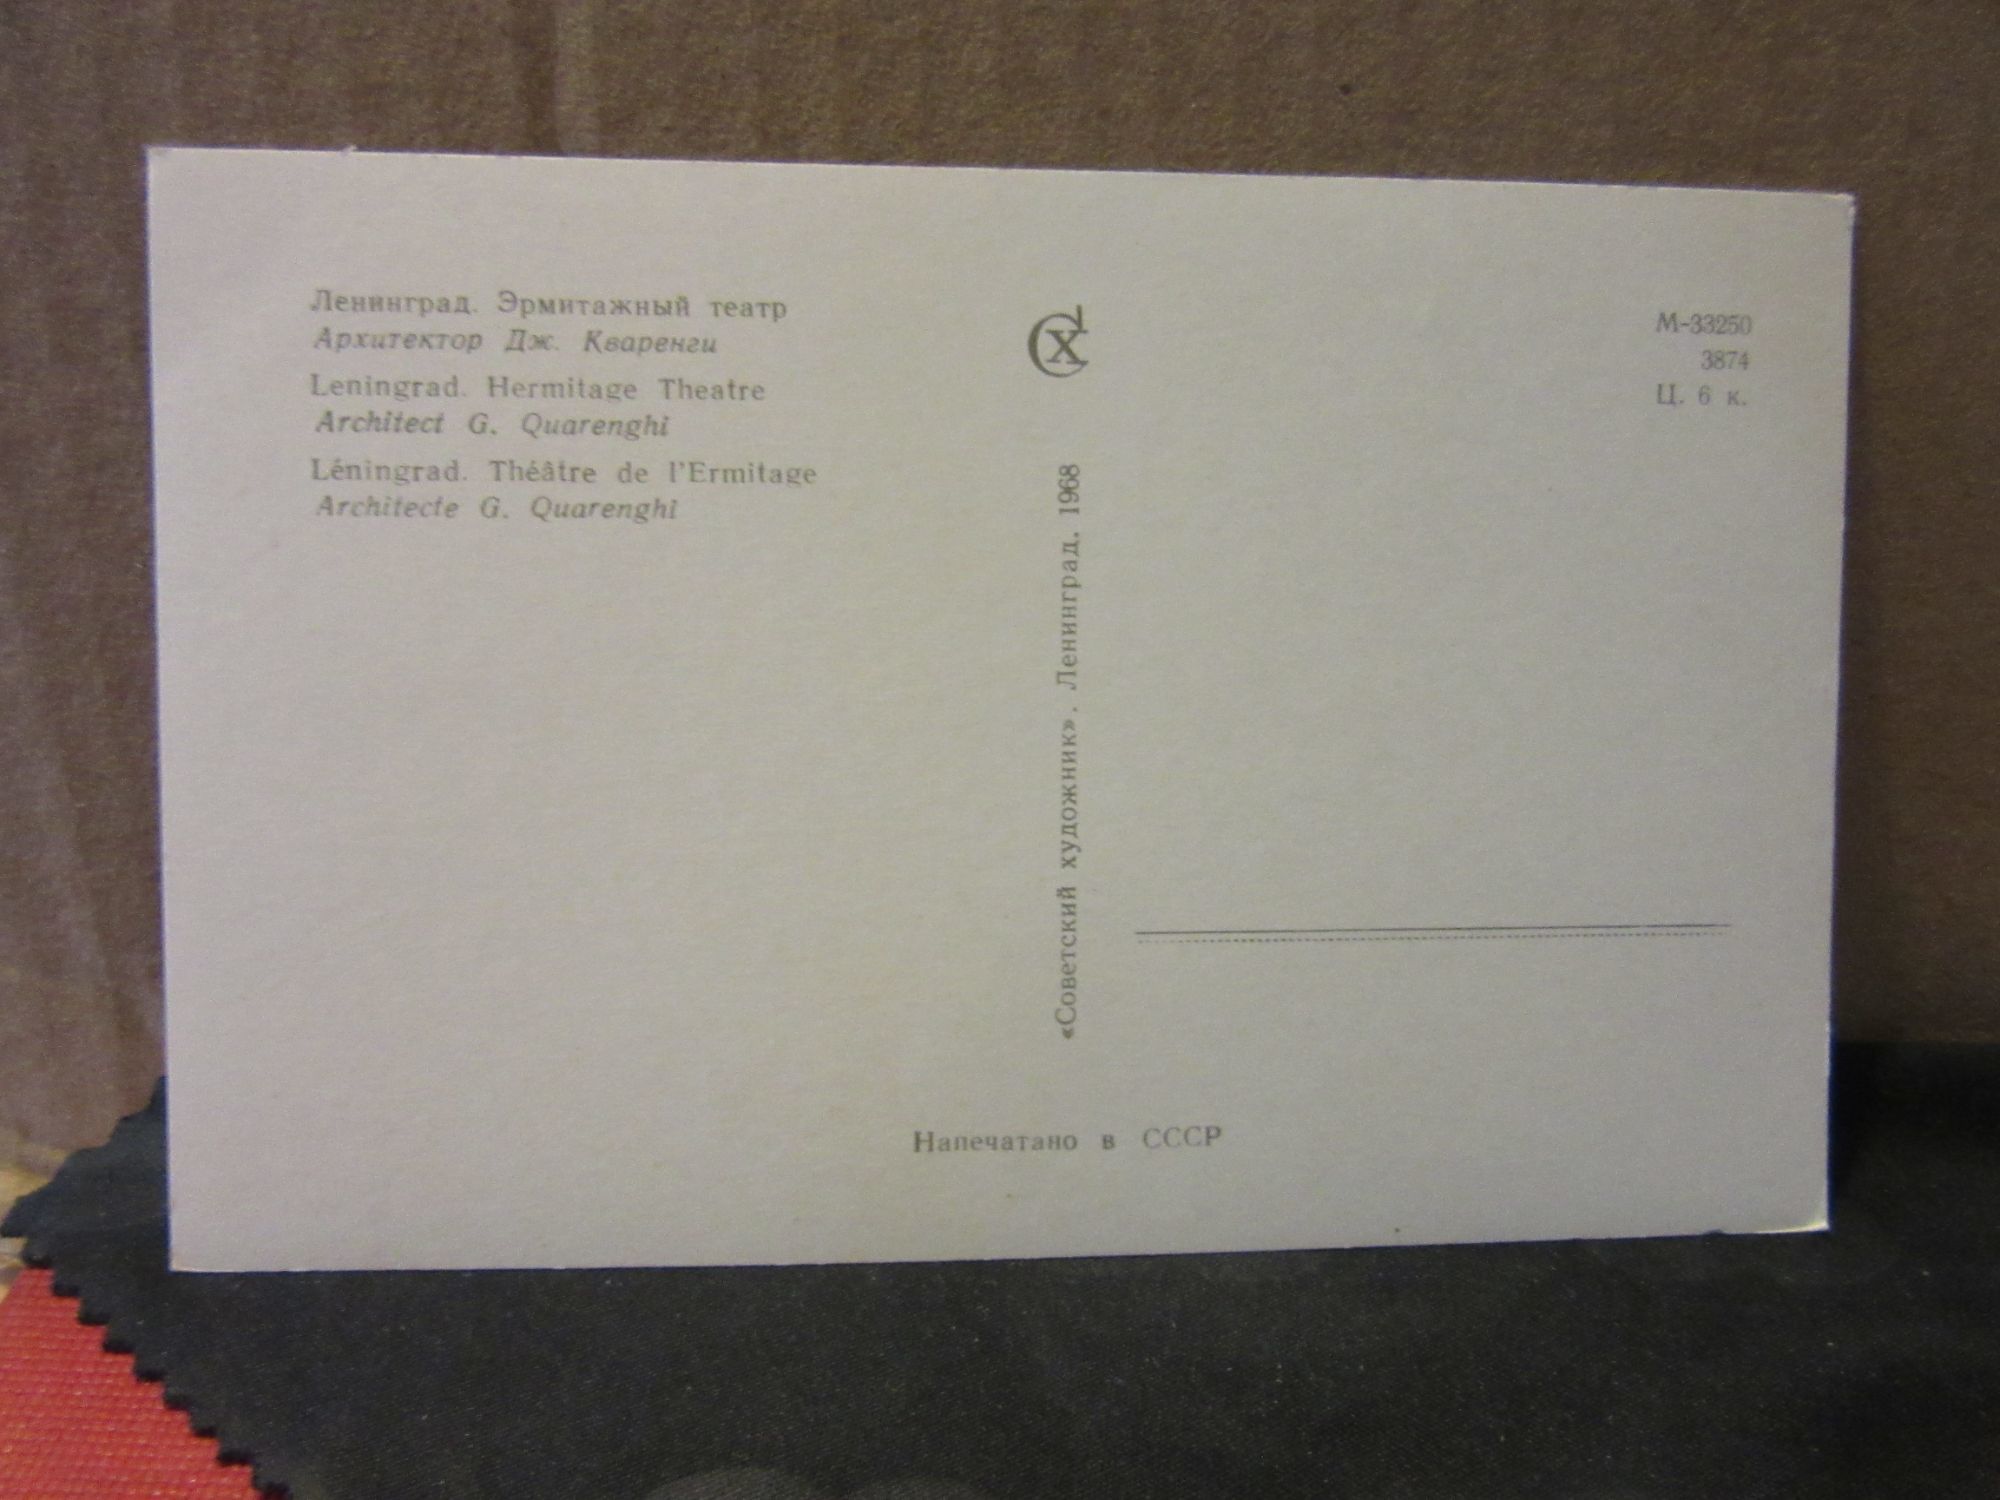 Ленинград. Эрмитажный театр
Архитектор Дж. Кваренги
Leningrad. Hermitage Theatre
Architect G. Quarenghi
Léningrad. Théâtre de l'Ermitage
Architecte G. Quarenghi
СХ
«Советский художник». Ленинград. 1968
М-33250
3874
Ц. 6 к.
Напечатано в СССР